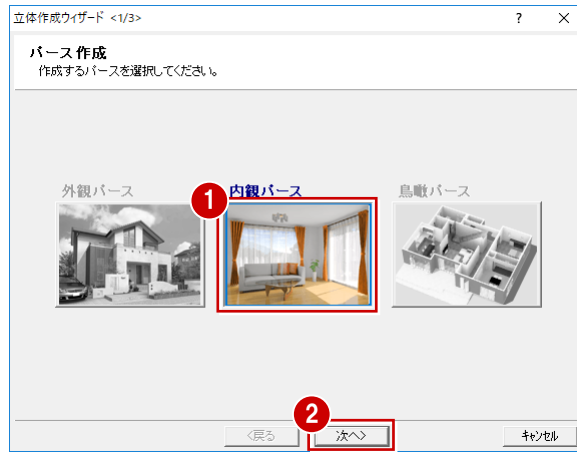 立体作成ウィザード <1/3>
? ×
パース作成
作成するパースを選択してください。
外観パース
1
内観パース
鳥瞰パース
2
<戻る
次へ>
キャンセル